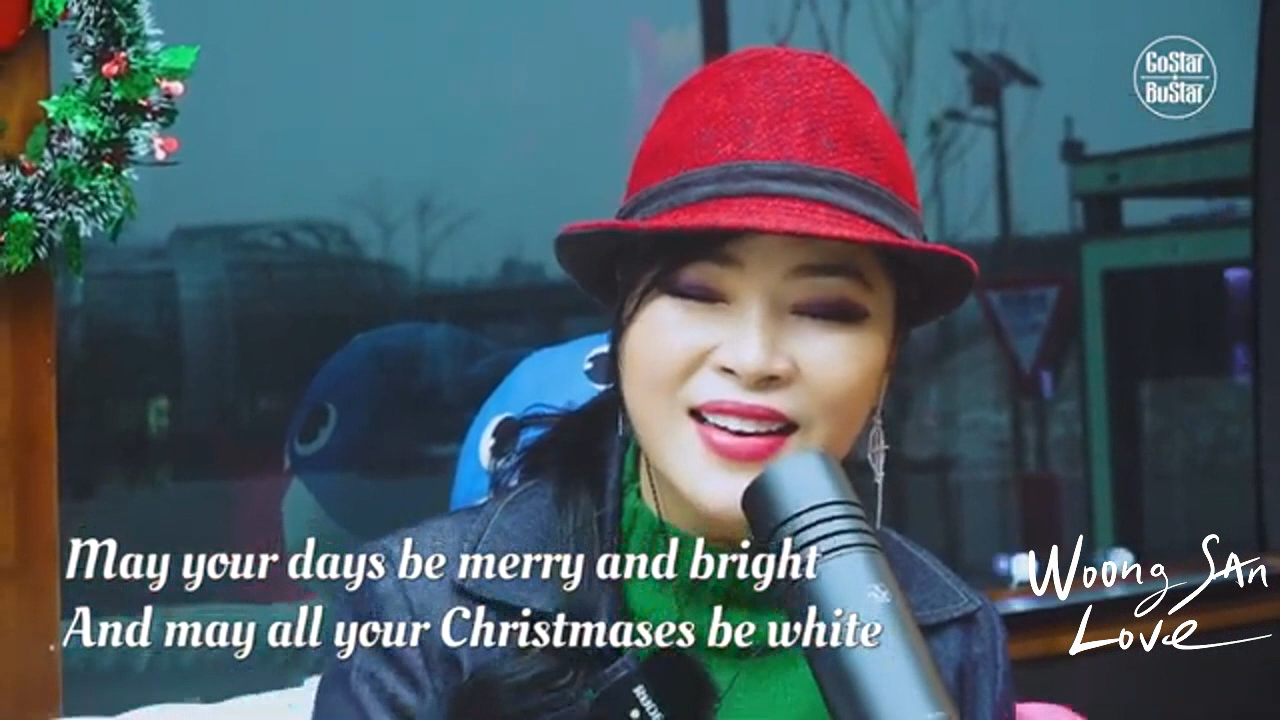 GoStar
BuStar
May your days be merry and bright
And may all your Christmases be white
Woong SAn
Love